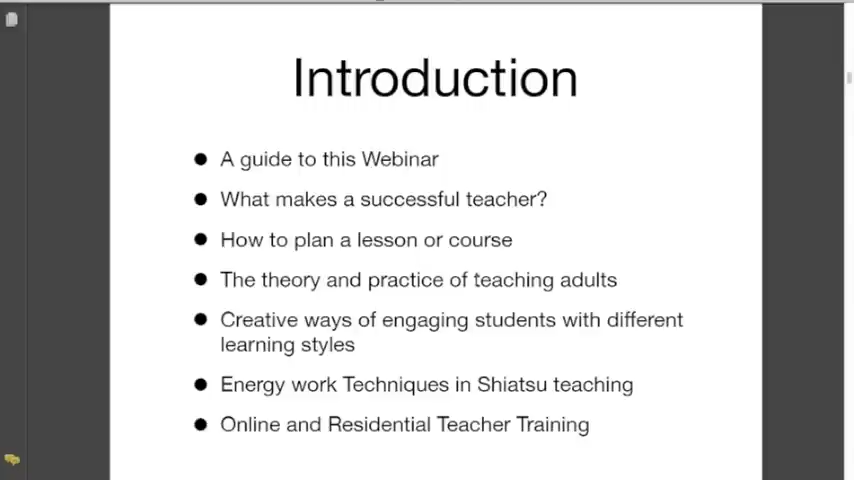 Introduction
● A guide to this Webinar
● What makes a successful teacher?
● How to plan a lesson or course
● The theory and practice of teaching adults
● Creative ways of engaging students with different
learning styles
● Energy work Techniques in Shiatsu teaching
● Online and Residential Teacher Training